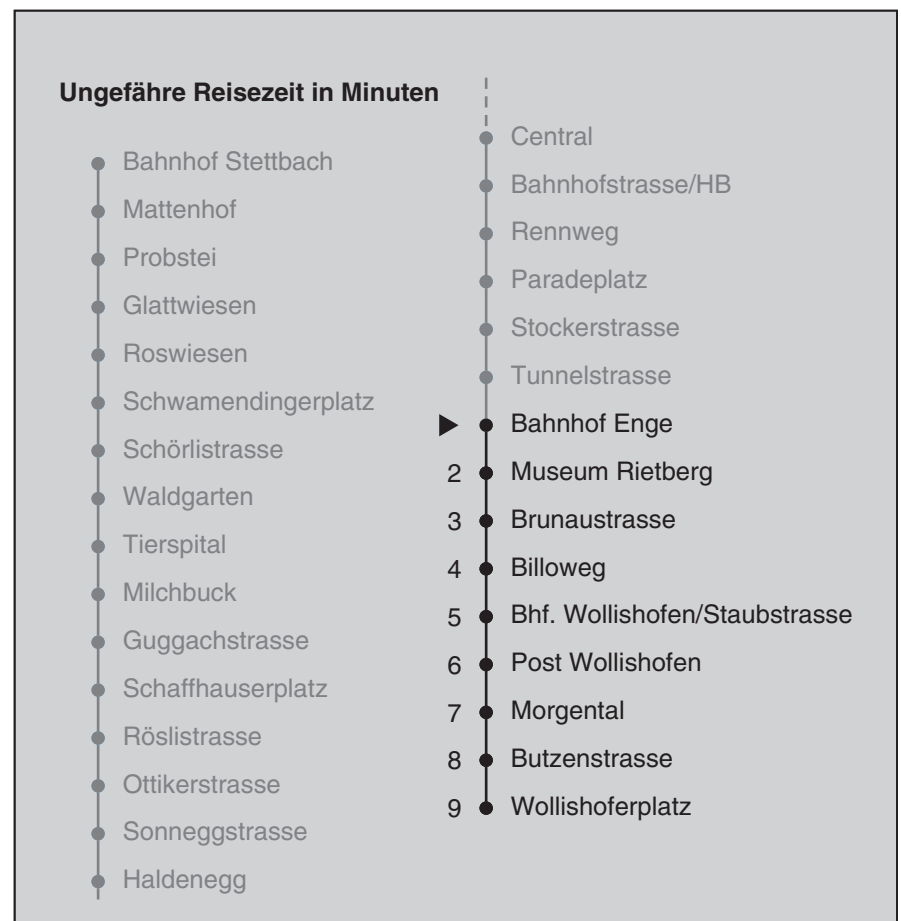 Ungefähre Reisezeit in Minuten
Bahnhof Stettbach
Mattenhof
Probstei
Glattwiesen
Roswiesen
Schwamendingerplatz
Schörlistrasse
Waldgarten
Tierspital
Milchbuck
Guggachstrasse
Schaffhauserplatz
Röslistrasse
Ottikerstrasse
Sonneggstrasse
Haldenegg
Central
Bahnhofstrasse/HB
Rennweg
Paradeplatz
Stockerstrasse
Tunnelstrasse
Bahnhof Enge
2 Museum Rietberg
3 Brunaustrasse
4 Billoweg
5 Bhf. Wollishofen/Staubstrasse
6 Post Wollishofen
7 Morgental
8 Butzenstrasse
9 Wollishoferplatz